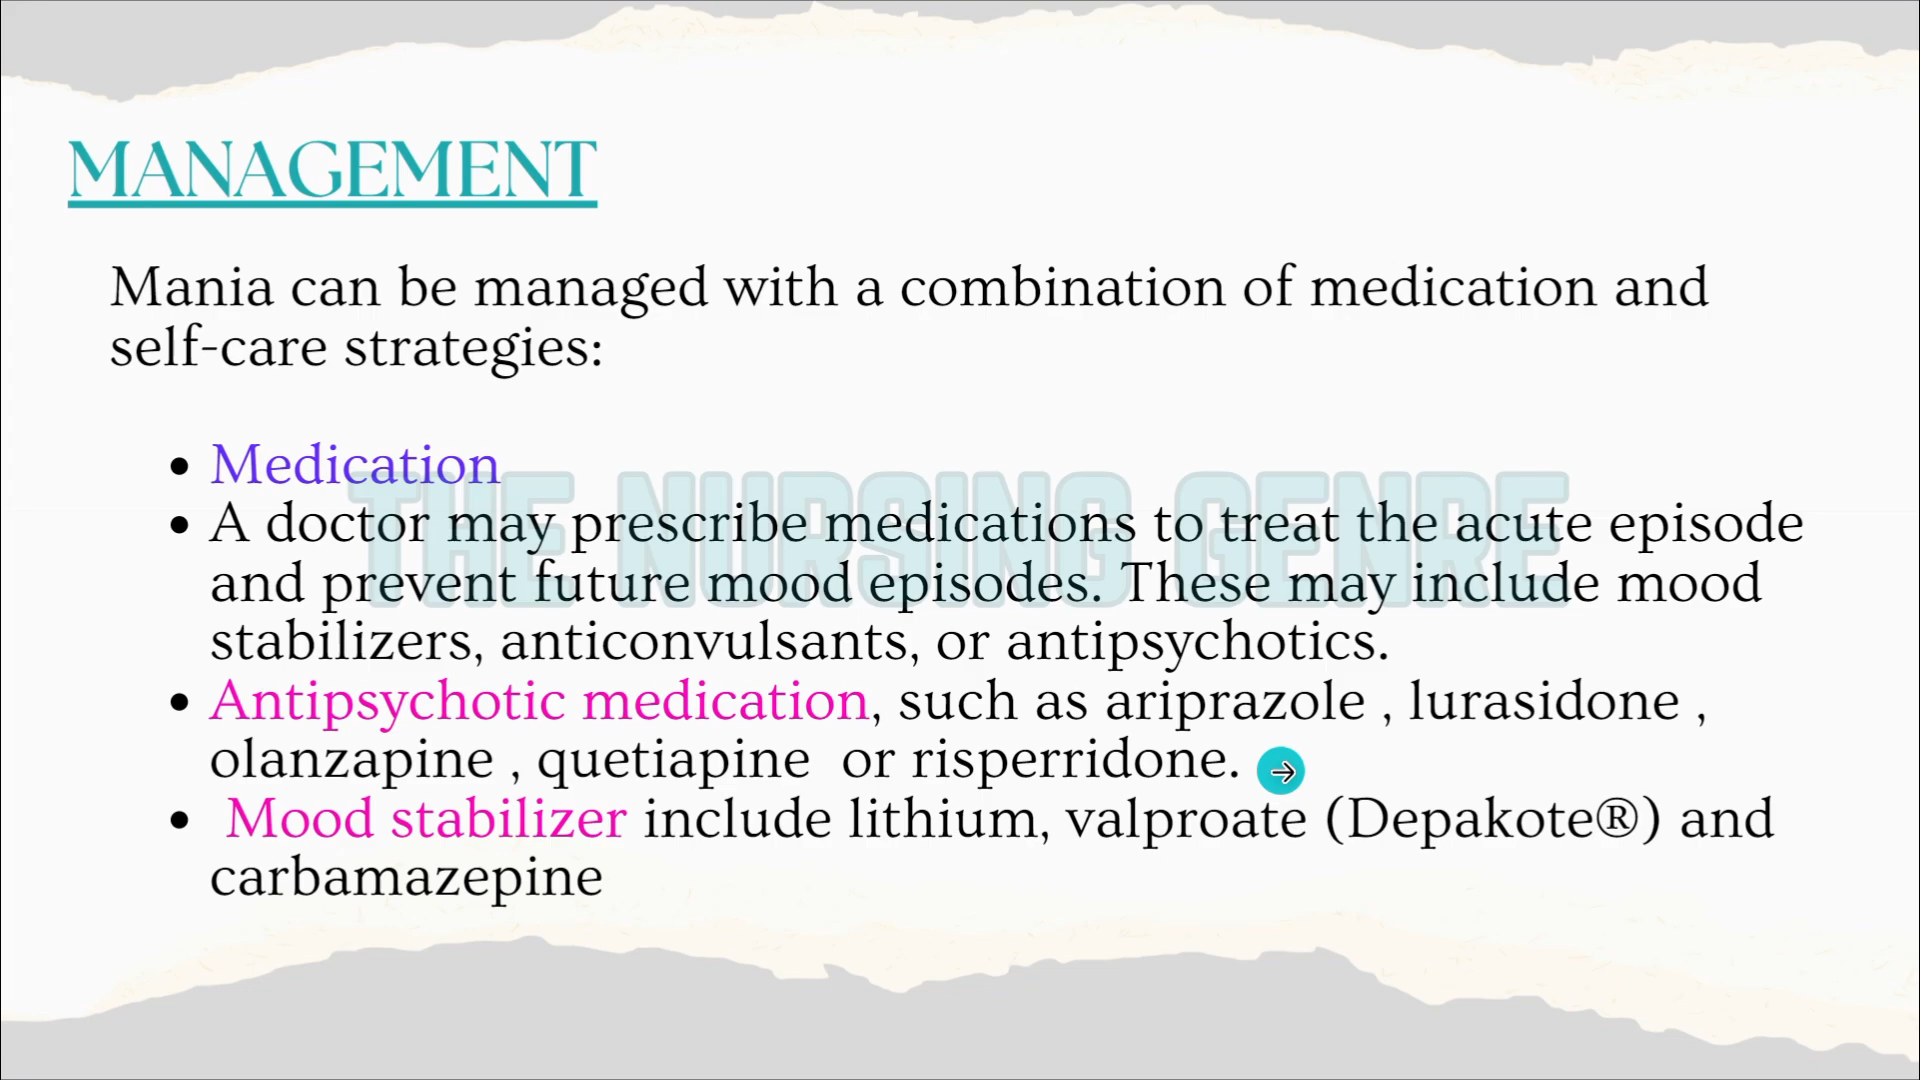 MANAGEMENT
Mania can be managed with a combination of medication and
self-care strategies:
• Medication
• A doctor may prescribe medications to treat the acute episode
and prevent future mood episodes. These may include mood
stabilizers, anticonvulsants, or antipsychotics.
• Antipsychotic medication, such as ariprazole , lurasidone ,
olanzapine , quetiapine or risperridone.
• Mood stabilizer include lithium, valproate (Depakote®) and
carbamazepine
THE NURSING GENRE